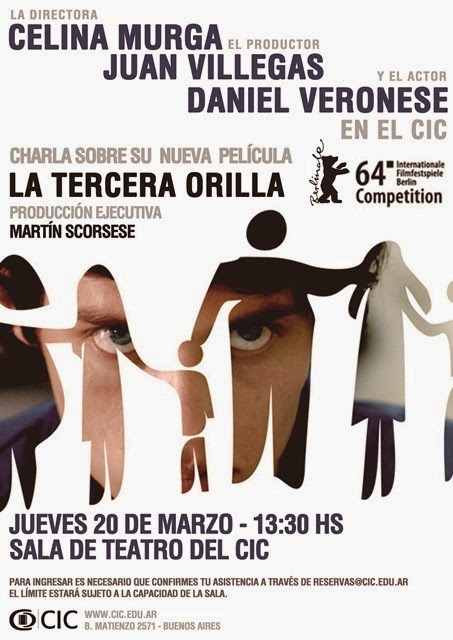 LA DIRECTORA
CELINA MURGA EL PRODUCTOR
JUAN VILLEGAS Y EL ACTOR
DANIEL VERONESE
EN EL CIC
CHARLA SOBRE SU NUEVA PELÍCULA
LA TERCERA ORILLA
PRODUCCIÓN EJECUTIVA
MARTÍN SCORSESE
Berlinale
64 Internationale
Filmfestspiele
Berlin
Competition
JUEVES 20 DE MARZO - 13:30 HS
SALA DE TEATRO DEL CIC
PARA INGRESAR ES NECESARIO QUE CONFIRMES TU ASISTENCIA A TRAVÉS DE RESERVAS@CIC.EDU.AR
EL LÍMITE ESTARÁ SUJETO A LA CAPACIDAD DE LA SALA.
CIC
WWW.CIC.EDU.AR
B. MATIENZO 2571 - BUENOS AIRES